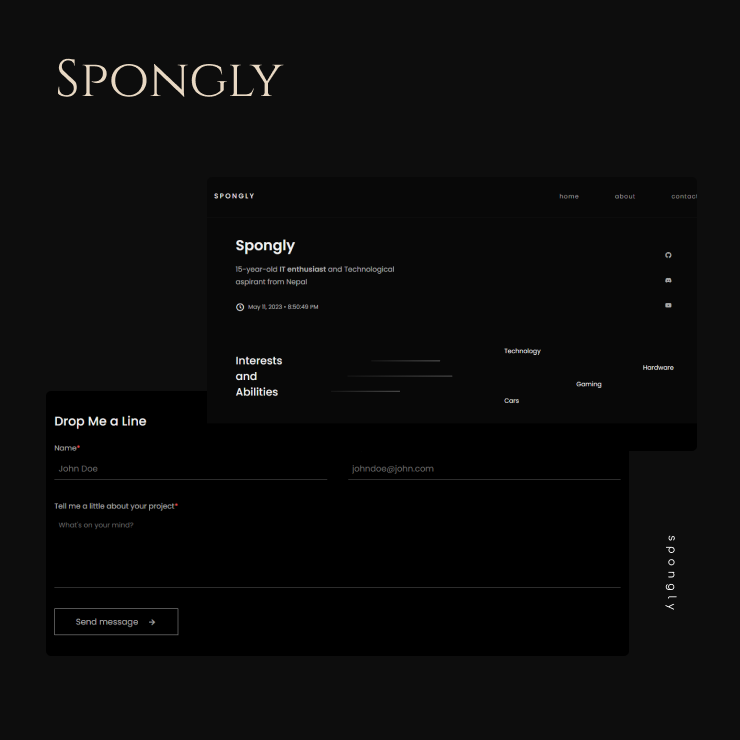 SPONGLY
SPONGLY
home about contact
Spongly
15-year-old IT enthusiast and Technological
aspirant from Nepal
May 11, 2023 • 8:50:49 PM
Interests
and
Abilities
Technology
Hardware
Gaming
Cars
Drop Me a Line
Name*
John Doe
johndoe@john.com
Tell me a little about your project*
What's on your mind?
Send message →
spongly